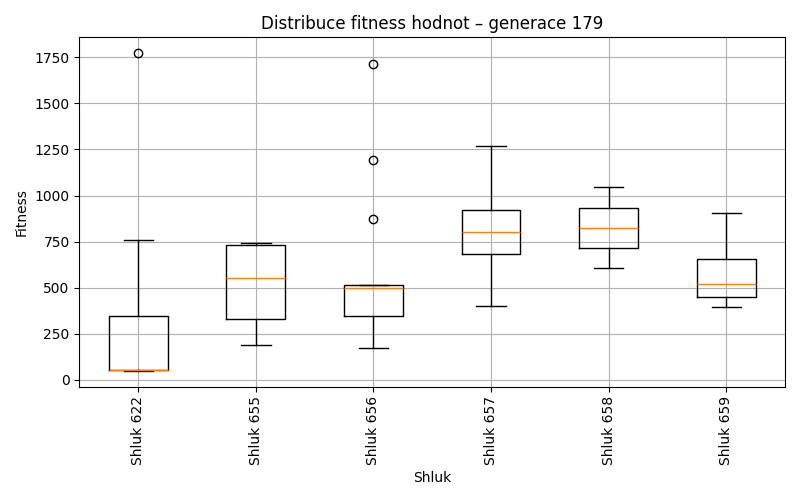 Distribuce fitness hodnot – generace 179
Fitness
1750
1500
1250
1000
750
500
250
0
Shluk 622
Shluk 655
Shluk 656
Shluk 657
Shluk 658
Shluk 659
Shluk